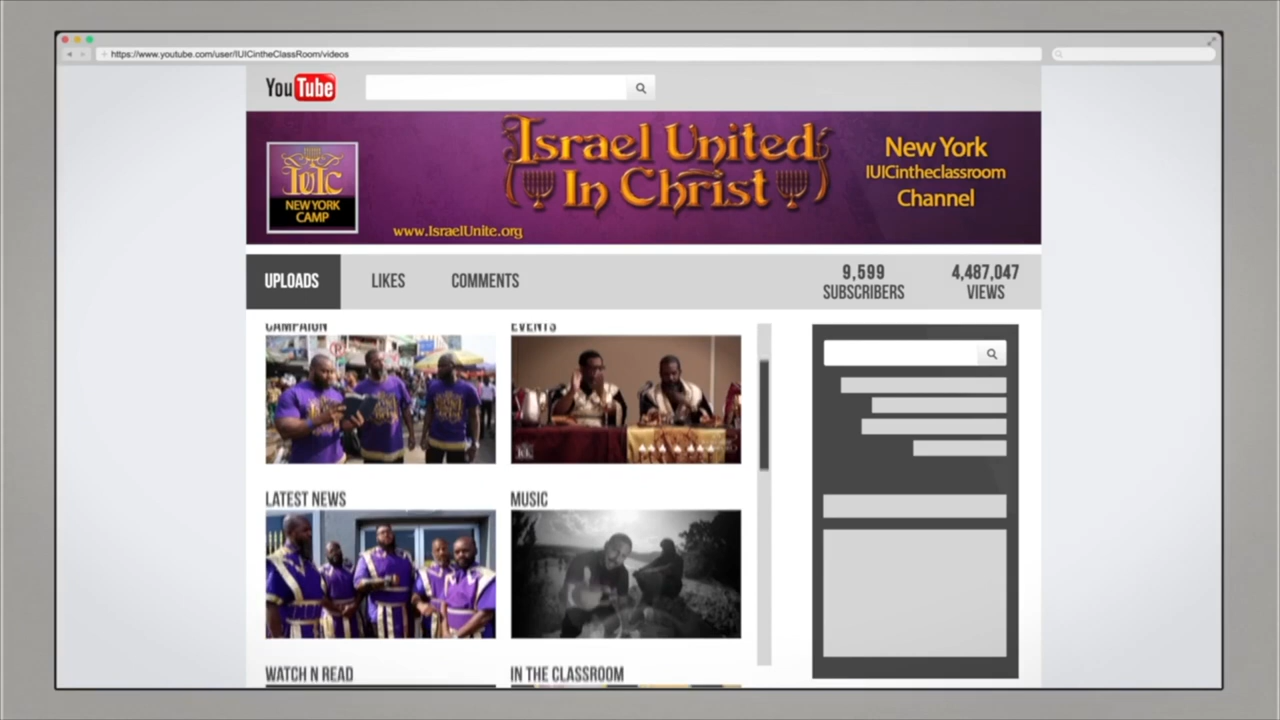 https://www.youtube.com/user/IUICintheClassRoom/videos
YouTube
Israel United
In Christ
New York
IUICintheclassroom
Channel
IUIC
NEW YORK
CAMP
www.IsraelUnite.org
UPLOADS
LIKES
COMMENTS
9,599
SUBSCRIBERS
4,487,047
VIEWS
CAMPAIGN
EVENTS
LATEST NEWS
MUSIC
WATCH N READ
IN THE CLASSROOM